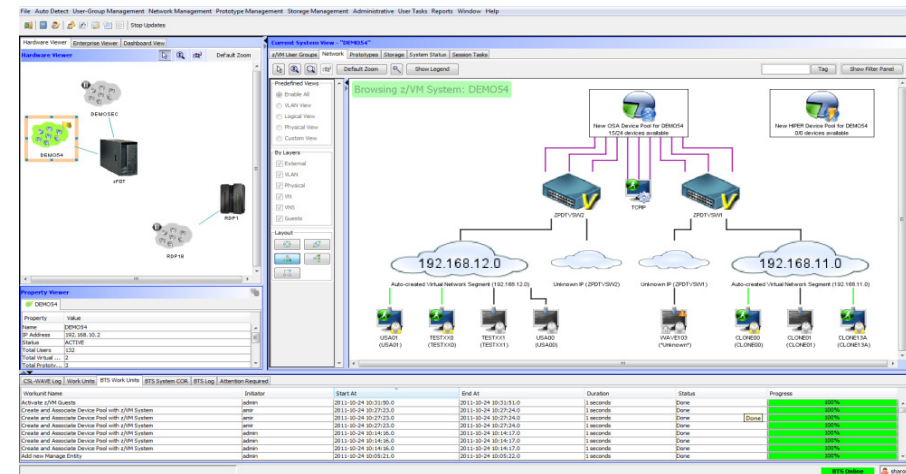 File Auto Detect User-Group Management Network Management Prototype Management Storage Management Administrative User Tasks Reports Window Help
Stop Updates
Hardware Viewer Enterprise Viewer Dashboard View
Hardware Viewer
Default Zoom
DEMOSEC
DEMO54
zPDT
RDP1
RDP18
Property Viewer
DEMO54
Property Value
Name DEMO54
IP Address 192.168.10.2
Status ACTIVE
Total Users 132
Total Virtual ... 2
Total Prototy... 3
Current System View - "DEMO54"
z/VM User Groups Network Prototypes Storage System Status Session Tasks
Default Zoom Show Legend Tag Show Filter Panel
Predefined Views
Enable All
VLAN View
Logical View
Physical View
Custom View
By Layers
External
VLAN
Physical
VN
VNS
Guests
Layout
Browsing z/VM System: DEMO54
New OSA Device Pool for DEMO54
15/24 devices available
New HIPER Device Pool for DEMO54
0/0 devices available
ZPDTVSW2
TCPIP
ZPDTVSW1
192.168.12.0
192.168.11.0
Auto-created Virtual Network Segment (192.168.12.0)
Unknown IP (ZPDTVSW2)
Unknown IP (ZPDTVSW1)
Auto-created Virtual Network Segment (192.168.11.0)
USA01
(USA01)
TESTXX0
(TESTXX0)
TESTXX1
(TESTXX1)
USA00
(USA00)
WAVE103
(*Unknown*)
CLONE00
(CLONE00)
CLONE01
(CLONE01)
CLONE13A
(CLONE13A)
CSL-WAVE Log Work Units BTS Work Units BTS System COR BTS Log Attention Required
Workunit Name Initiator Start At End At Duration Status Progress
Activate z/VM Guests admin 2011-10-24 10:31:50.0 2011-10-24 10:31:51.0 1 seconds Done 100%
Create and Associate Device Pool with z/VM System amir 2011-10-24 10:27:23.0 2011-10-24 10:27:24.0 1 seconds Done 100%
Create and Associate Device Pool with z/VM System amir 2011-10-24 10:27:23.0 2011-10-24 10:27:24.0 1 seconds Done Done 100%
Create and Associate Device Pool with z/VM System amir 2011-10-24 10:27:23.0 2011-10-24 10:27:24.0 1 seconds Done 100%
Create and Associate Device Pool with z/VM System admin 2011-10-24 10:14:16.0 2011-10-24 10:14:17.0 1 seconds Done 100%
Create and Associate Device Pool with z/VM System admin 2011-10-24 10:14:16.0 2011-10-24 10:14:17.0 1 seconds Done 100%
Create and Associate Device Pool with z/VM System admin 2011-10-24 10:14:16.0 2011-10-24 10:14:17.0 1 seconds Done 100%
Add new Manage Entity admin 2011-10-24 10:05:21.0 2011-10-24 10:05:22.0 1 seconds Done 100%
BTS Online sharo